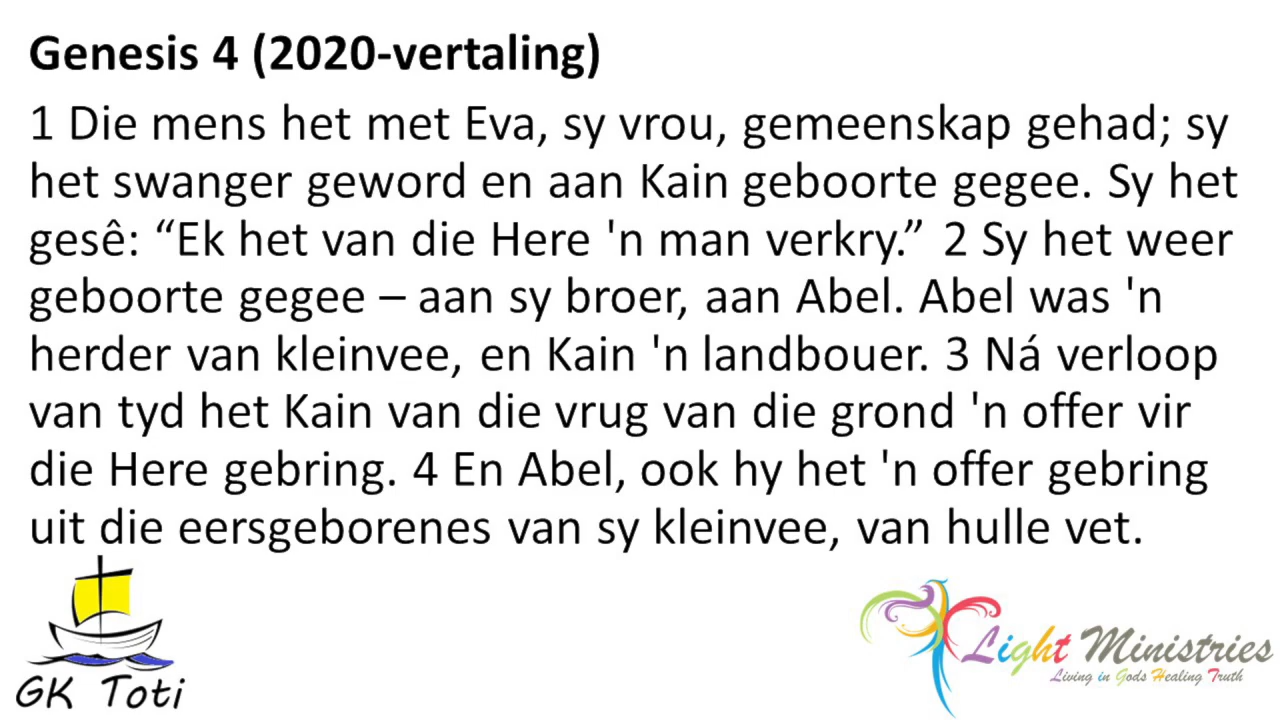 Genesis 4 (2020-vertaling)
1 Die mens het met Eva, sy vrou, gemeenskap gehad; sy
het swanger geword en aan Kain geboorte gegee. Sy het
gesê: “Ek het van die Here 'n man verkry.” 2 Sy het weer
geboorte gegee – aan sy broer, aan Abel. Abel was 'n
herder van kleinvee, en Kain 'n landbouer. 3 Ná verloop
van tyd het Kain van die vrug van die grond 'n offer vir
die Here gebring. 4 En Abel, ook hy het 'n offer gebring
uit die eersgeborenes van sy kleinvee, van hulle vet.
GK Toti
Light Ministries
Living in Gods Healing Truth